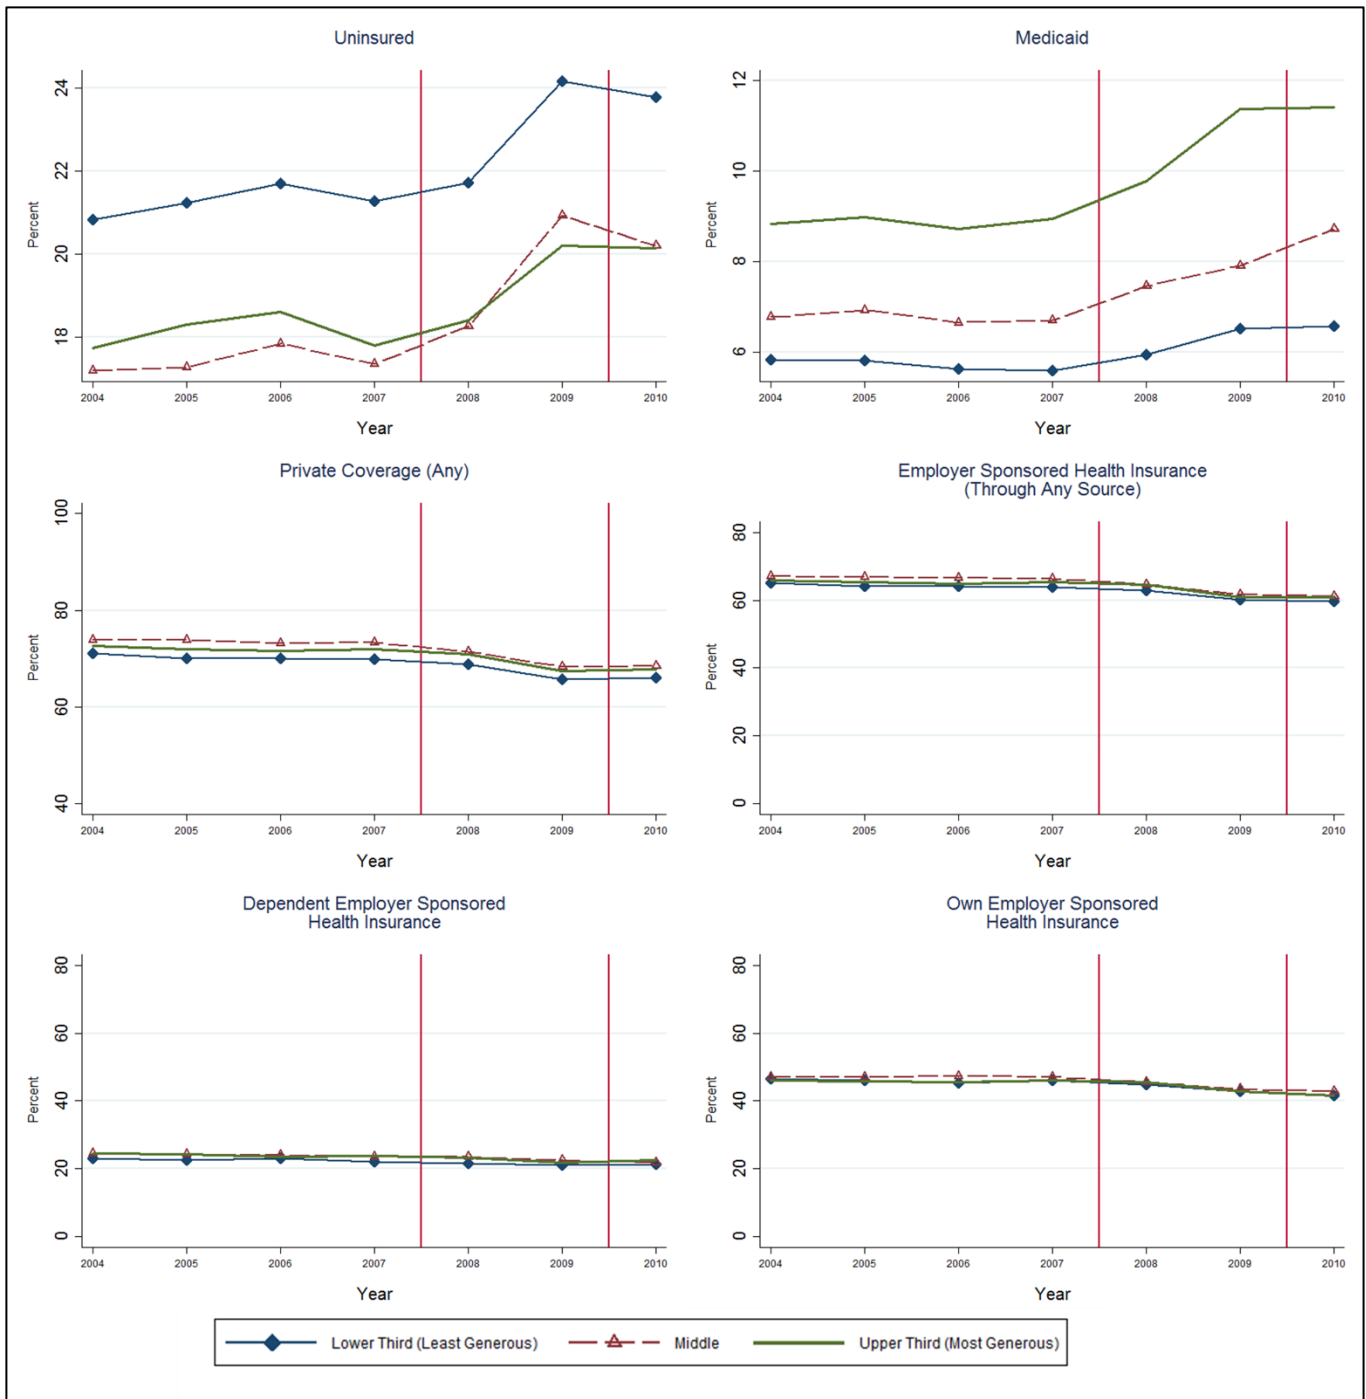 Uninsured
Percent
24
22
20
18
2004 2005 2006 2007 2008 2009 2010
Year
Medicaid
Percent
12
10
8
6
2004 2005 2006 2007 2008 2009 2010
Year
Private Coverage (Any)
Percent
100
80
60
40
2004 2005 2006 2007 2008 2009 2010
Year
Employer Sponsored Health Insurance
(Through Any Source)
Percent
80
60
40
20
0
2004 2005 2006 2007 2008 2009 2010
Year
Dependent Employer Sponsored
Health Insurance
Percent
80
60
40
20
0
2004 2005 2006 2007 2008 2009 2010
Year
Own Employer Sponsored
Health Insurance
Percent
80
60
40
20
0
2004 2005 2006 2007 2008 2009 2010
Year
Lower Third (Least Generous) Middle Upper Third (Most Generous)